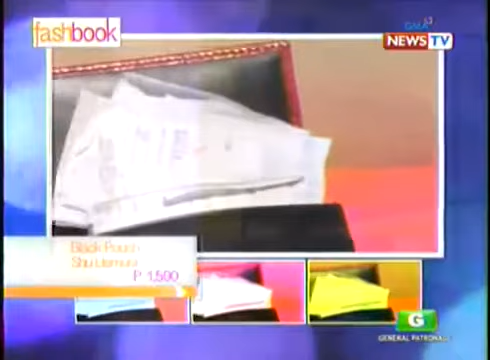 fashbook
GMA
NEWS TV
Black Pouch
Shu Uemura
P 1,500
G
GENERAL PATRONAGE